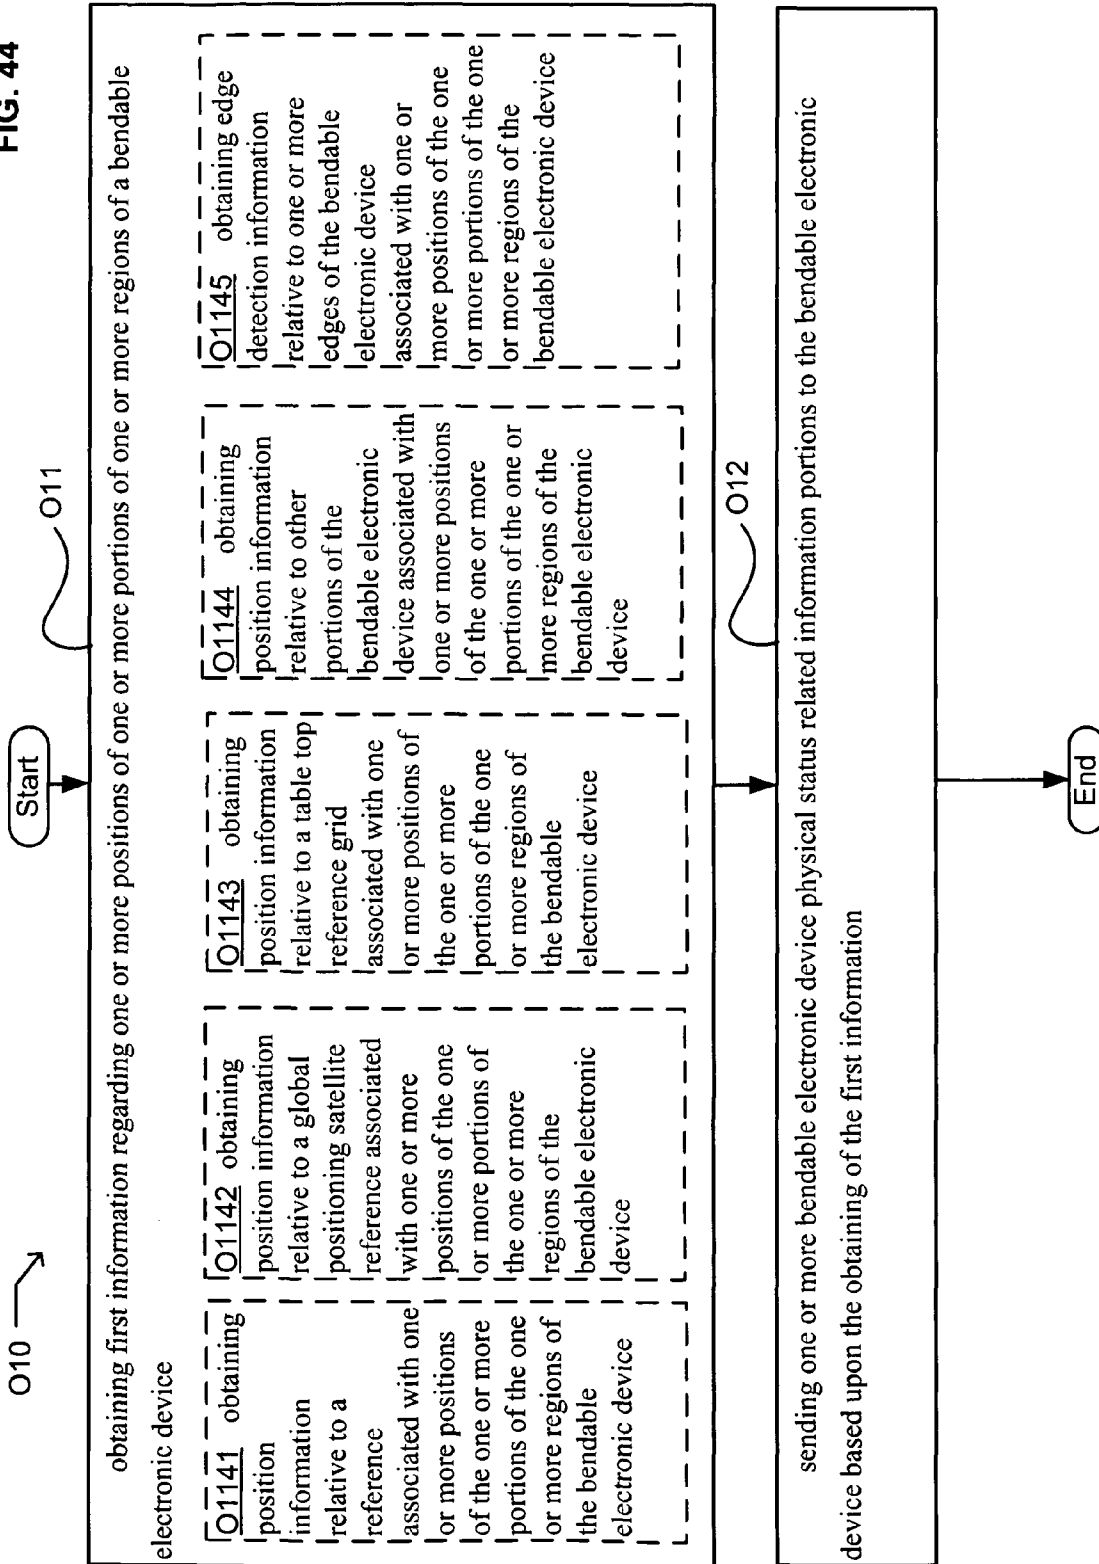 FIG. 44
O10
Start
O11
obtaining first information regarding one or more positions of one or more portions of one or more regions of a bendable
electronic device
O1141 obtaining
position
information
relative to a
reference
associated with one
or more positions
of the one or more
portions of the one
or more regions of
the bendable
electronic device
O1142 obtaining
position information
relative to a global
positioning satellite
reference associated
with one or more
positions of the one
or more portions of
the one or more
regions of the
bendable electronic
device
O1143 obtaining
position information
relative to a table top
reference grid
associated with one
or more positions of
the one or more
portions of the one
or more regions of
the bendable
electronic device
O1144 obtaining
position information
relative to other
portions of the
bendable electronic
device associated with
one or more positions
of the one or more
portions of the one or
more regions of the
bendable electronic
device
O1145 obtaining edge
detection information
relative to one or more
edges of the bendable
electronic device
associated with one or
more positions of the one
or more portions of the one
or more regions of the
bendable electronic device
O12
sending one or more bendable electronic device physical status related information portions to the bendable electronic
device based upon the obtaining of the first information
End